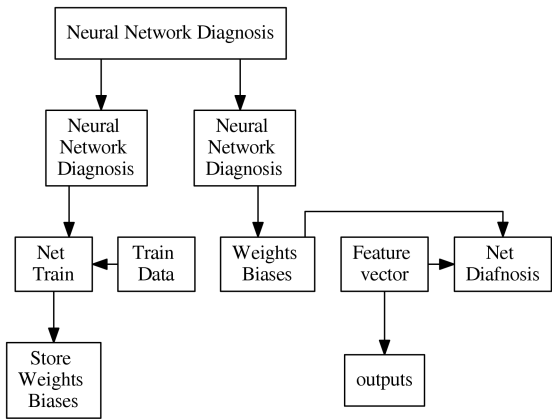 Neural Network Diagnosis
Neural
Network
Diagnosis
Neural
Network
Diagnosis
Net
Train
Train
Data
Weights
Biases
Feature
vector
Net
Diafnosis
Store
Weights
Biases
outputs